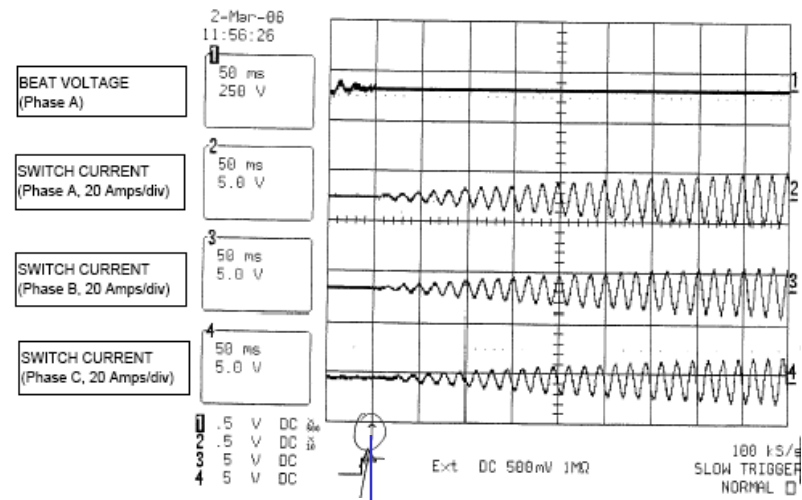 2-Mar-06
11:56:26
1
50 ms
250 V
BEAT VOLTAGE
(Phase A)
1
2
50 ms
5.0 V
SWITCH CURRENT
(Phase A, 20 Amps/div)
2
3
50 ms
5.0 V
SWITCH CURRENT
(Phase B, 20 Amps/div)
3
4
50 ms
5.0 V
SWITCH CURRENT
(Phase C, 20 Amps/div)
4
1 .5 V DC
2 .5 V DC
3 5 V DC
4 5 V DC
Ext DC 500mV 1MΩ
100 kS/s
SLOW TRIGGER
NORMAL